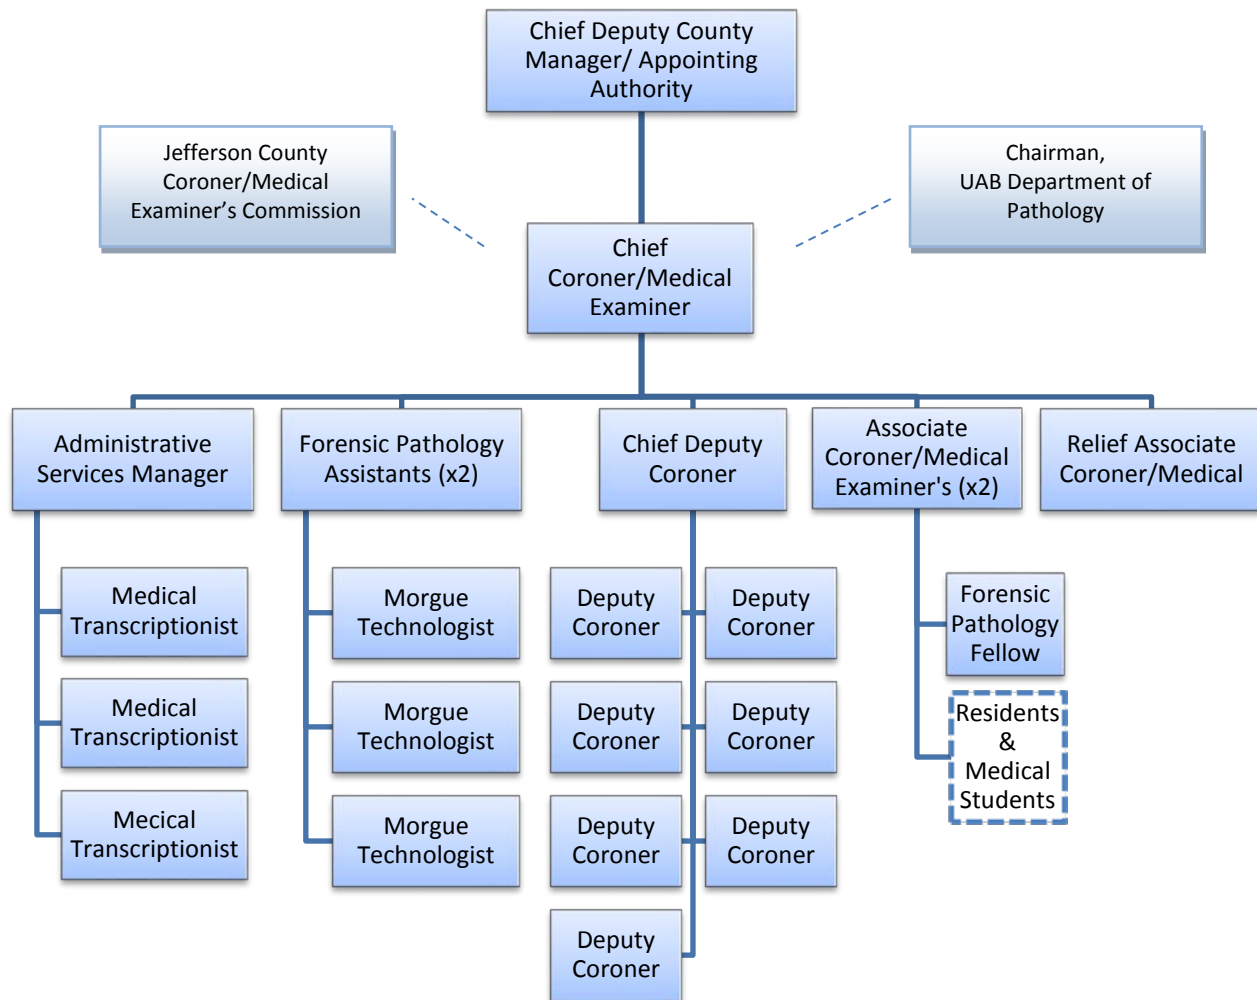 Chief Deputy County
Manager/ Appointing
Authority
Jefferson County
Coroner/Medical
Examiner’s Commission
Chairman,
UAB Department of
Pathology
Chief
Coroner/Medical
Examiner
Administrative
Services Manager
Forensic Pathology
Assistants (x2)
Chief Deputy
Coroner
Associate
Coroner/Medical
Examiner's (x2)
Relief Associate
Coroner/Medical
Medical
Transcriptionist
Medical
Transcriptionist
Mecical
Transcriptionist
Morgue
Technologist
Morgue
Technologist
Morgue
Technologist
Deputy
Coroner
Deputy
Coroner
Deputy
Coroner
Deputy
Coroner
Deputy
Coroner
Deputy
Coroner
Deputy
Coroner
Forensic
Pathology
Fellow
Residents
&
Medical
Students